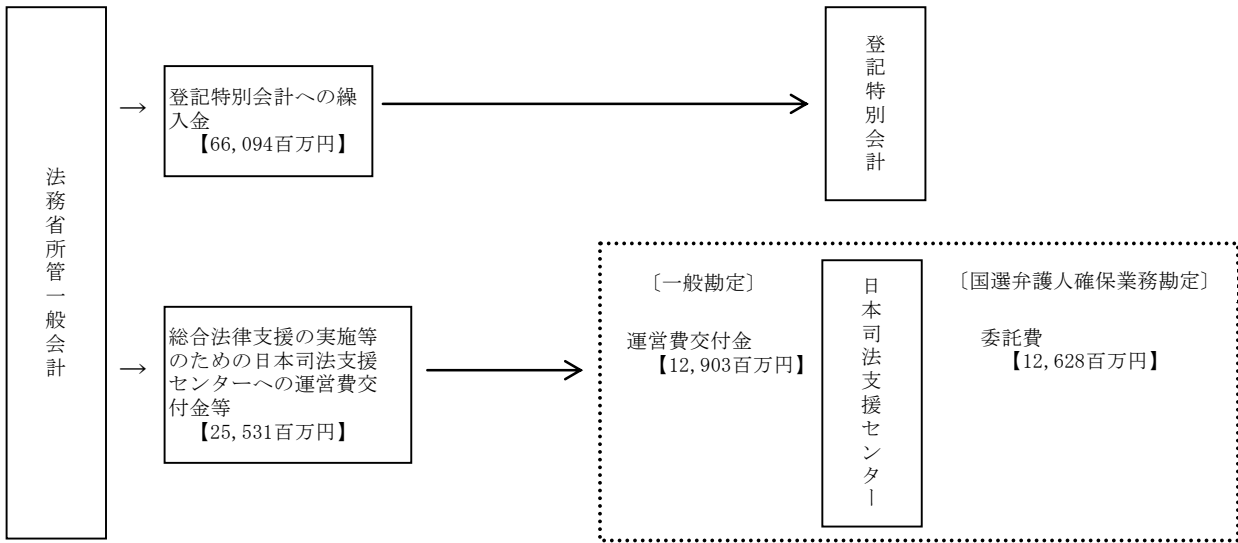 法務省所管一般会計
→
登記特別会計への繰
入金
【66,094百万円】
登記特別会計
→
総合法律支援の実施等
のための日本司法支援
センターへの運営費交
付金等
【25,531百万円】
〔一般勘定〕
運営費交付金
【12,903百万円】
日本司法支援センター
〔国選弁護人確保業務勘定〕
委託費
【12,628百万円】